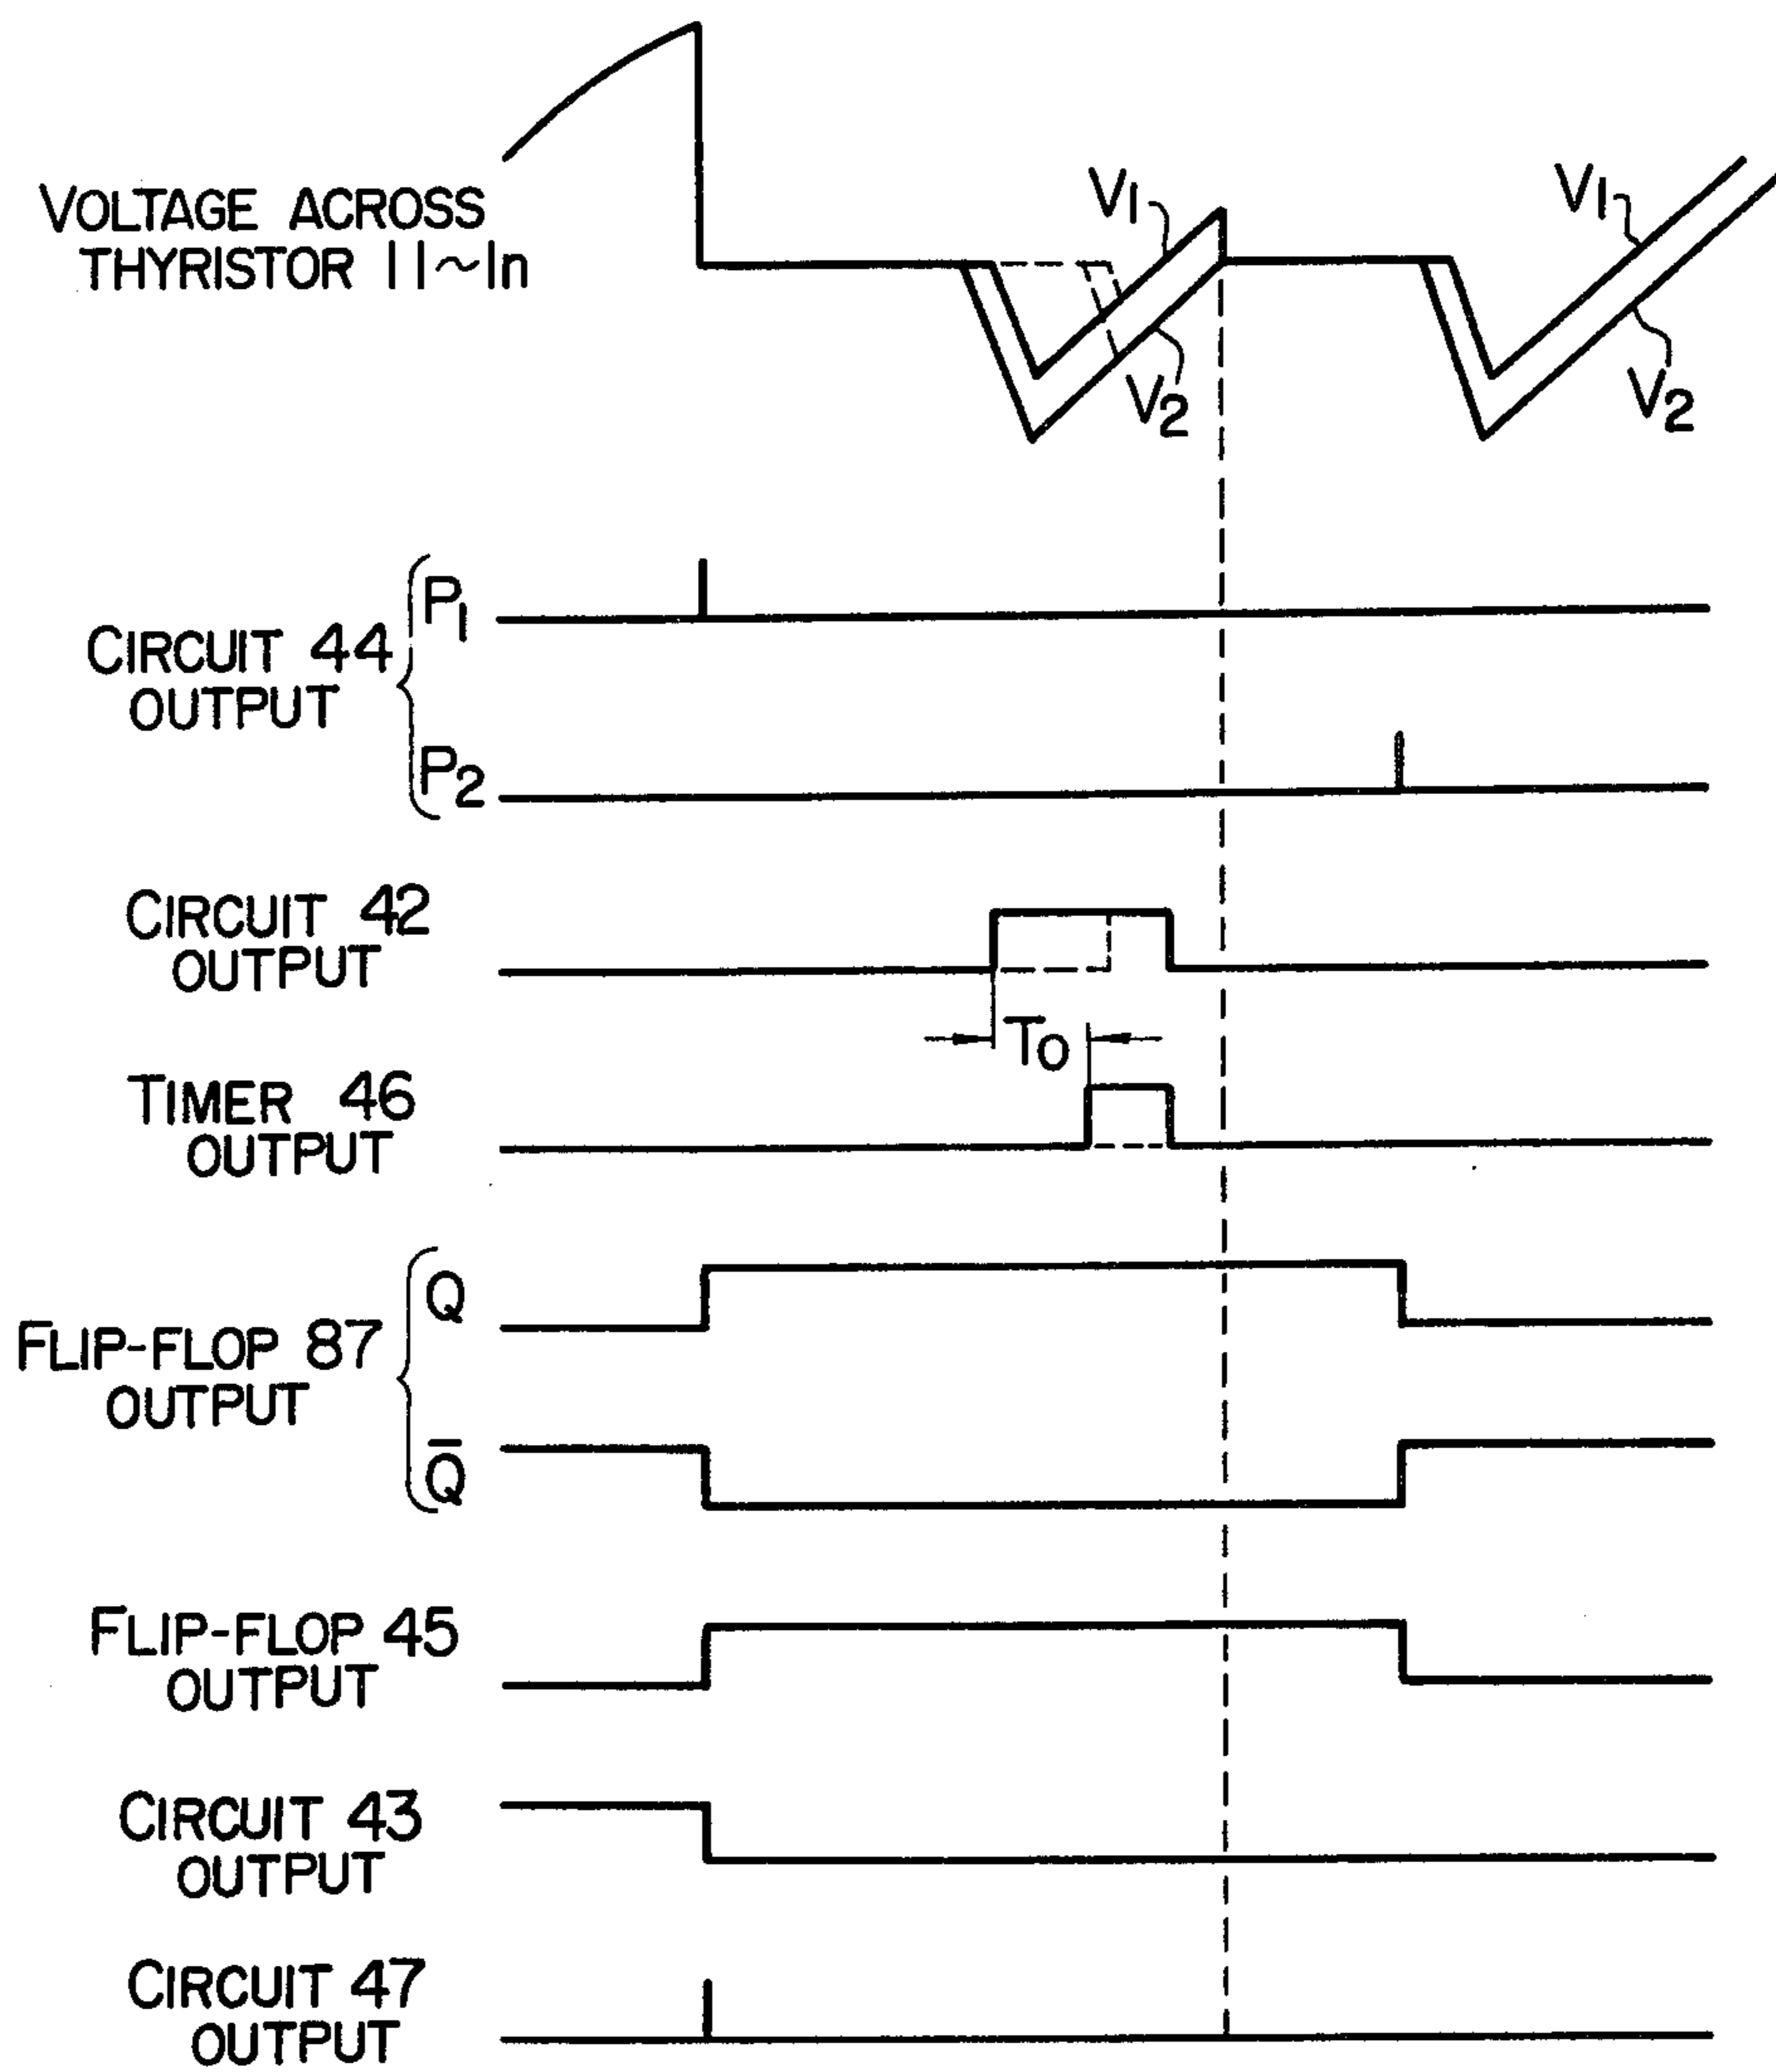 VOLTAGE ACROSS
THYRISTOR 11~1n
V1
V2
V1
V2
CIRCUIT 44
OUTPUT
P1
P2
CIRCUIT 42
OUTPUT
To
TIMER 46
OUTPUT
FLIP-FLOP 87
OUTPUT
Q
Q̅
FLIP-FLOP 45
OUTPUT
CIRCUIT 43
OUTPUT
CIRCUIT 47
OUTPUT